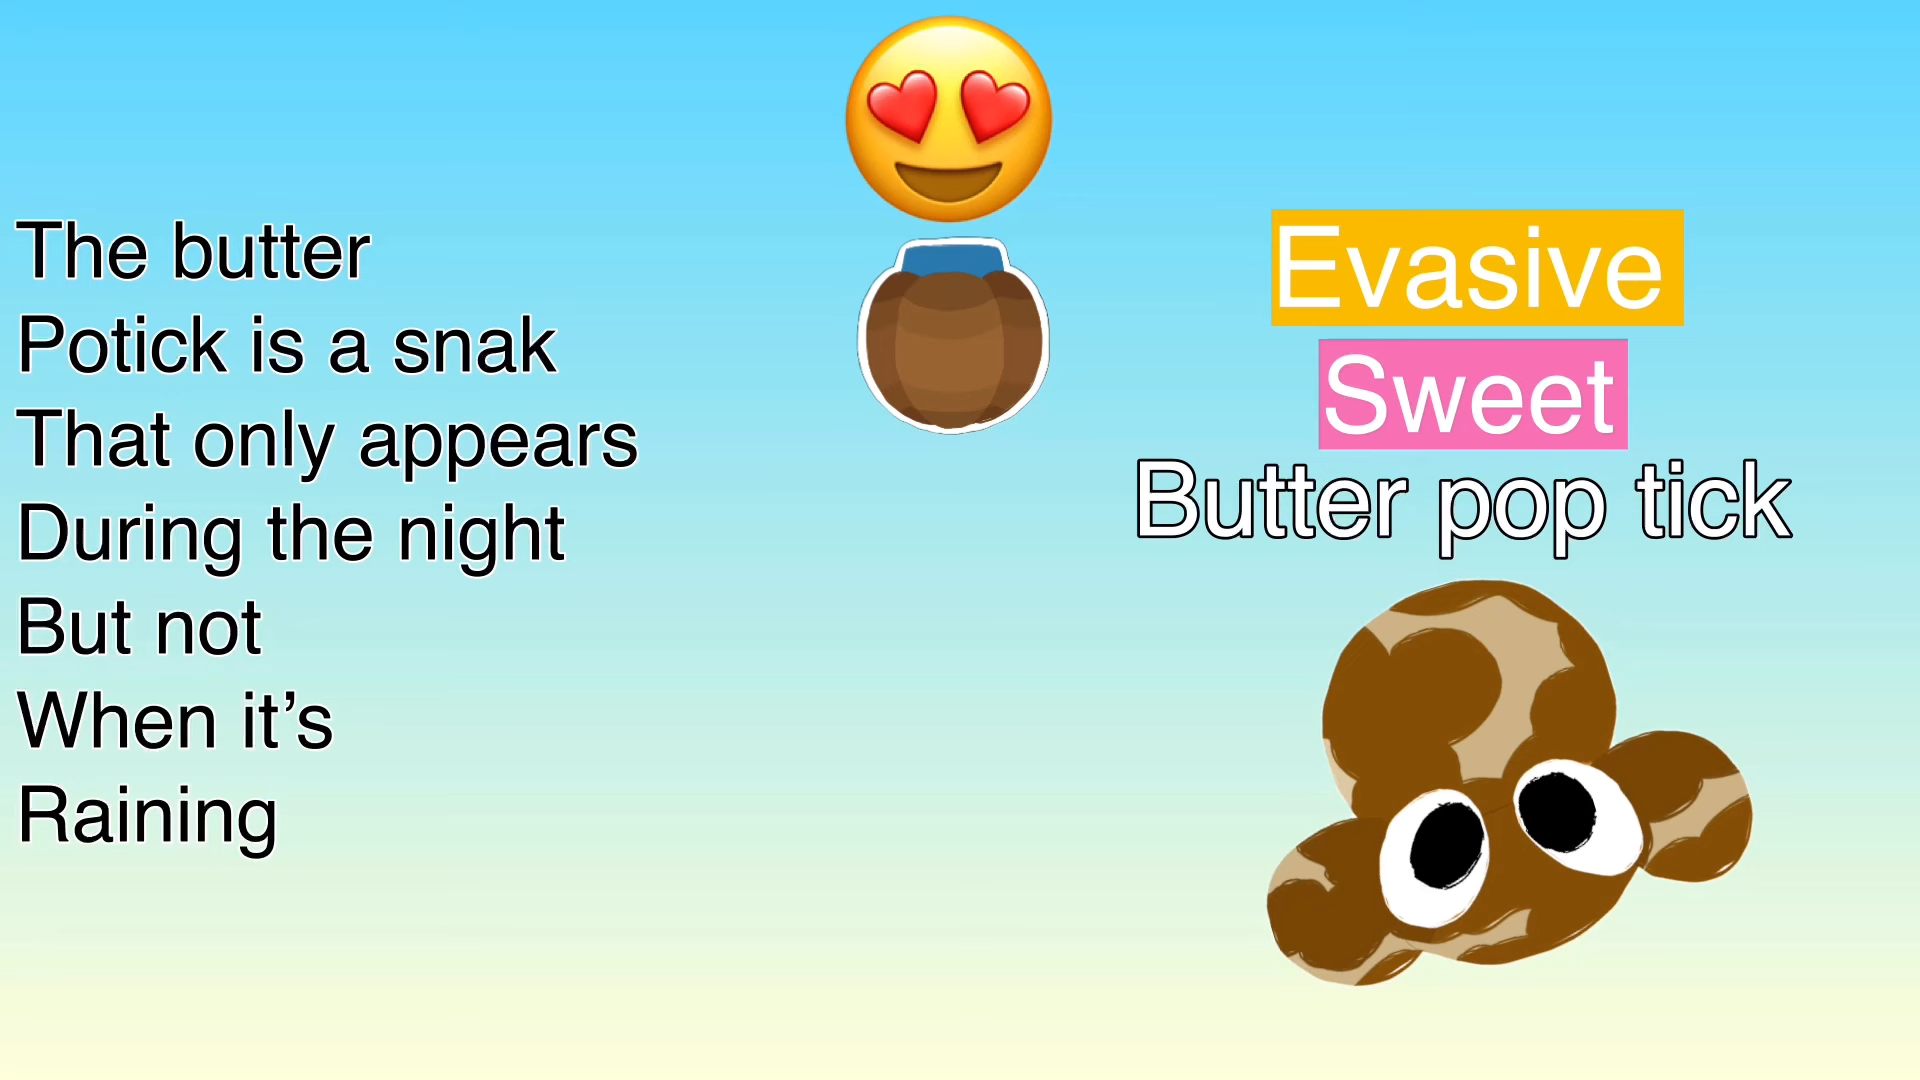 The butter
Potick is a snak
That only appears
During the night
But not
When it’s
Raining
Evasive
Sweet
Butter pop tick